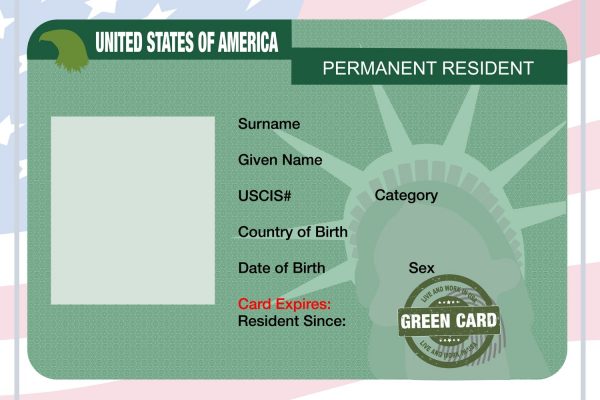 UNITED STATES OF AMERICA
PERMANENT RESIDENT
Surname
Given Name
USCIS# Category
Country of Birth
Date of Birth Sex
Card Expires:
Resident Since:
LIVE AND WORK IN USA
GREEN CARD
LIVE AND WORK IN USA